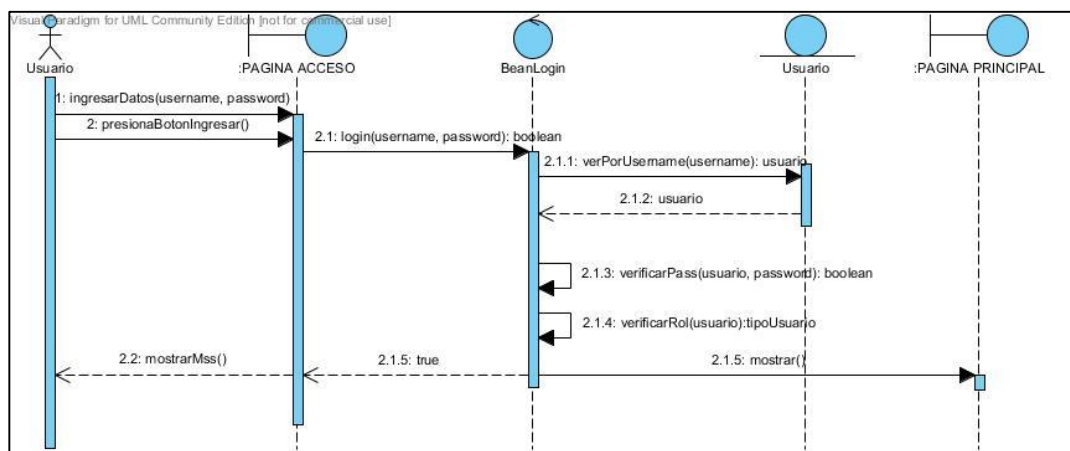 Visual Paradigm for UML Community Edition [not for commercial use]
Usuario
:PAGINA ACCESO
BeanLogin
Usuario
:PAGINA PRINCIPAL
1: ingresarDatos(username, password)
2: presionaBotonIngresar()
2.1: login(username, password): boolean
2.1.1: verPorUsername(username): usuario
2.1.2: usuario
2.1.3: verificarPass(usuario, password): boolean
2.1.4: verificarRol(usuario):tipoUsuario
2.2: mostrarMss()
2.1.5: true
2.1.5: mostrar()